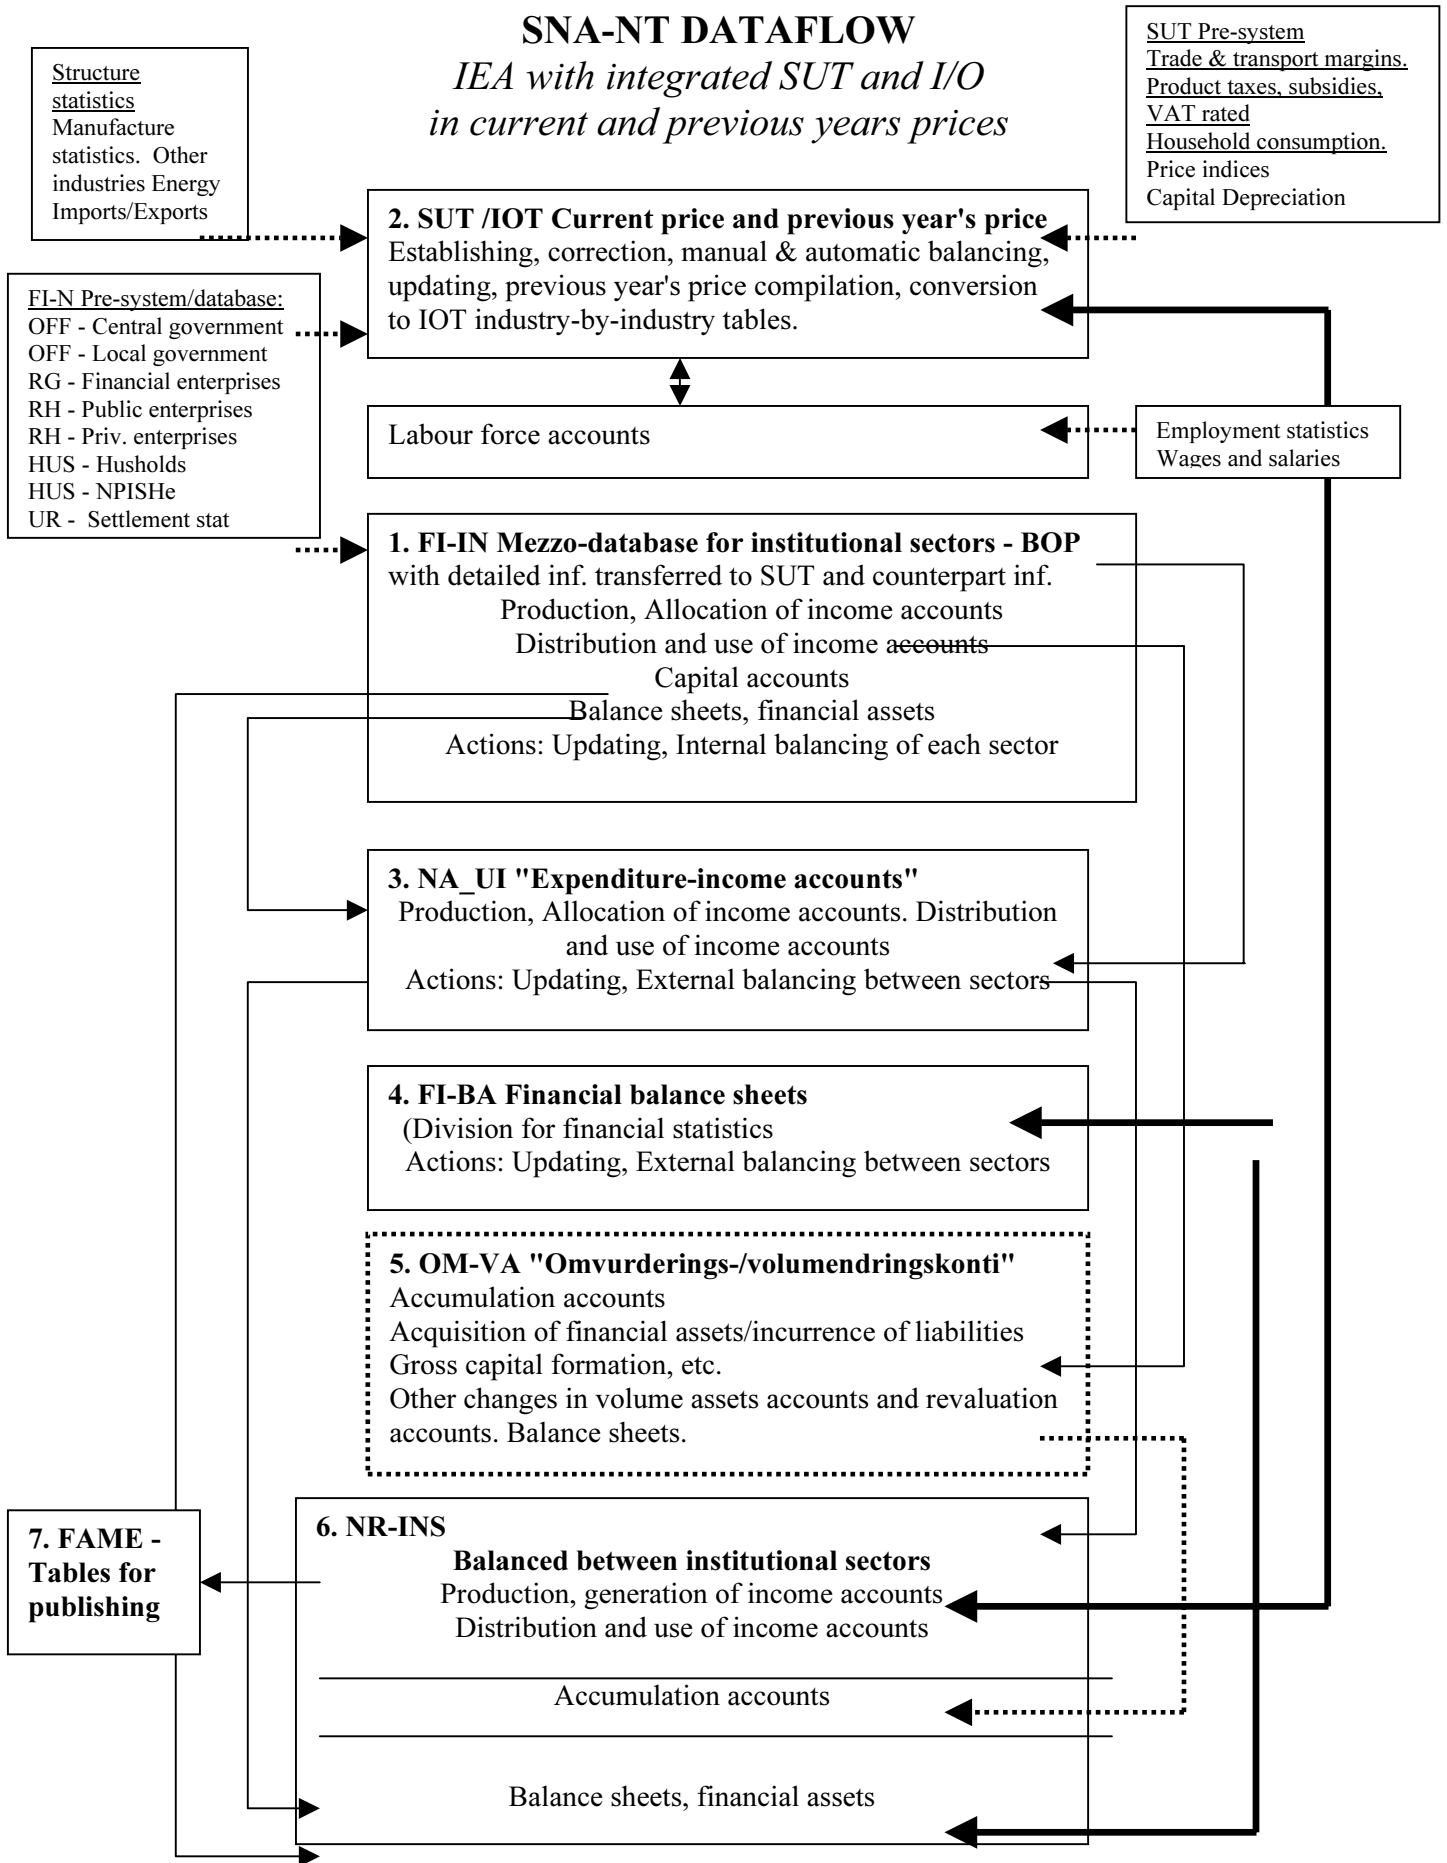 SNA-NT DATAFLOW
IEA with integrated SUT and I/O
in current and previous years prices
Structure
statistics
Manufacture
statistics.  Other
industries Energy
Imports/Exports
SUT Pre-system
Trade & transport margins.
Product taxes, subsidies,
VAT rated
Household consumption.
Price indices
Capital Depreciation
2. SUT /IOT Current price and previous year's price
Establishing, correction, manual & automatic balancing,
updating, previous year's price compilation, conversion
to IOT industry-by-industry tables.
FI-N Pre-system/database:
OFF - Central government
OFF - Local government
RG - Financial enterprises
RH - Public enterprises
RH - Priv. enterprises
HUS - Husholds
HUS - NPISHe
UR -  Settlement stat
Labour force accounts
Employment statistics
Wages and salaries
1. FI-IN Mezzo-database for institutional sectors - BOP
with detailed inf. transferred to SUT and counterpart inf.
Production, Allocation of income accounts
Distribution and use of income accounts
Capital accounts
Balance sheets, financial assets
Actions: Updating, Internal balancing of each sector
3. NA_UI "Expenditure-income accounts"
Production, Allocation of income accounts. Distribution
and use of income accounts
Actions: Updating, External balancing between sectors
4. FI-BA Financial balance sheets
(Division for financial statistics
Actions: Updating, External balancing between sectors
5. OM-VA "Omvurderings-/volumendringskonti"
Accumulation accounts
Acquisition of financial assets/incurrence of liabilities
Gross capital formation, etc.
Other changes in volume assets accounts and revaluation
accounts. Balance sheets.
7. FAME -
Tables for
publishing
6. NR-INS
Balanced between institutional sectors
Production, generation of income accounts
Distribution and use of income accounts
Accumulation accounts
Balance sheets, financial assets